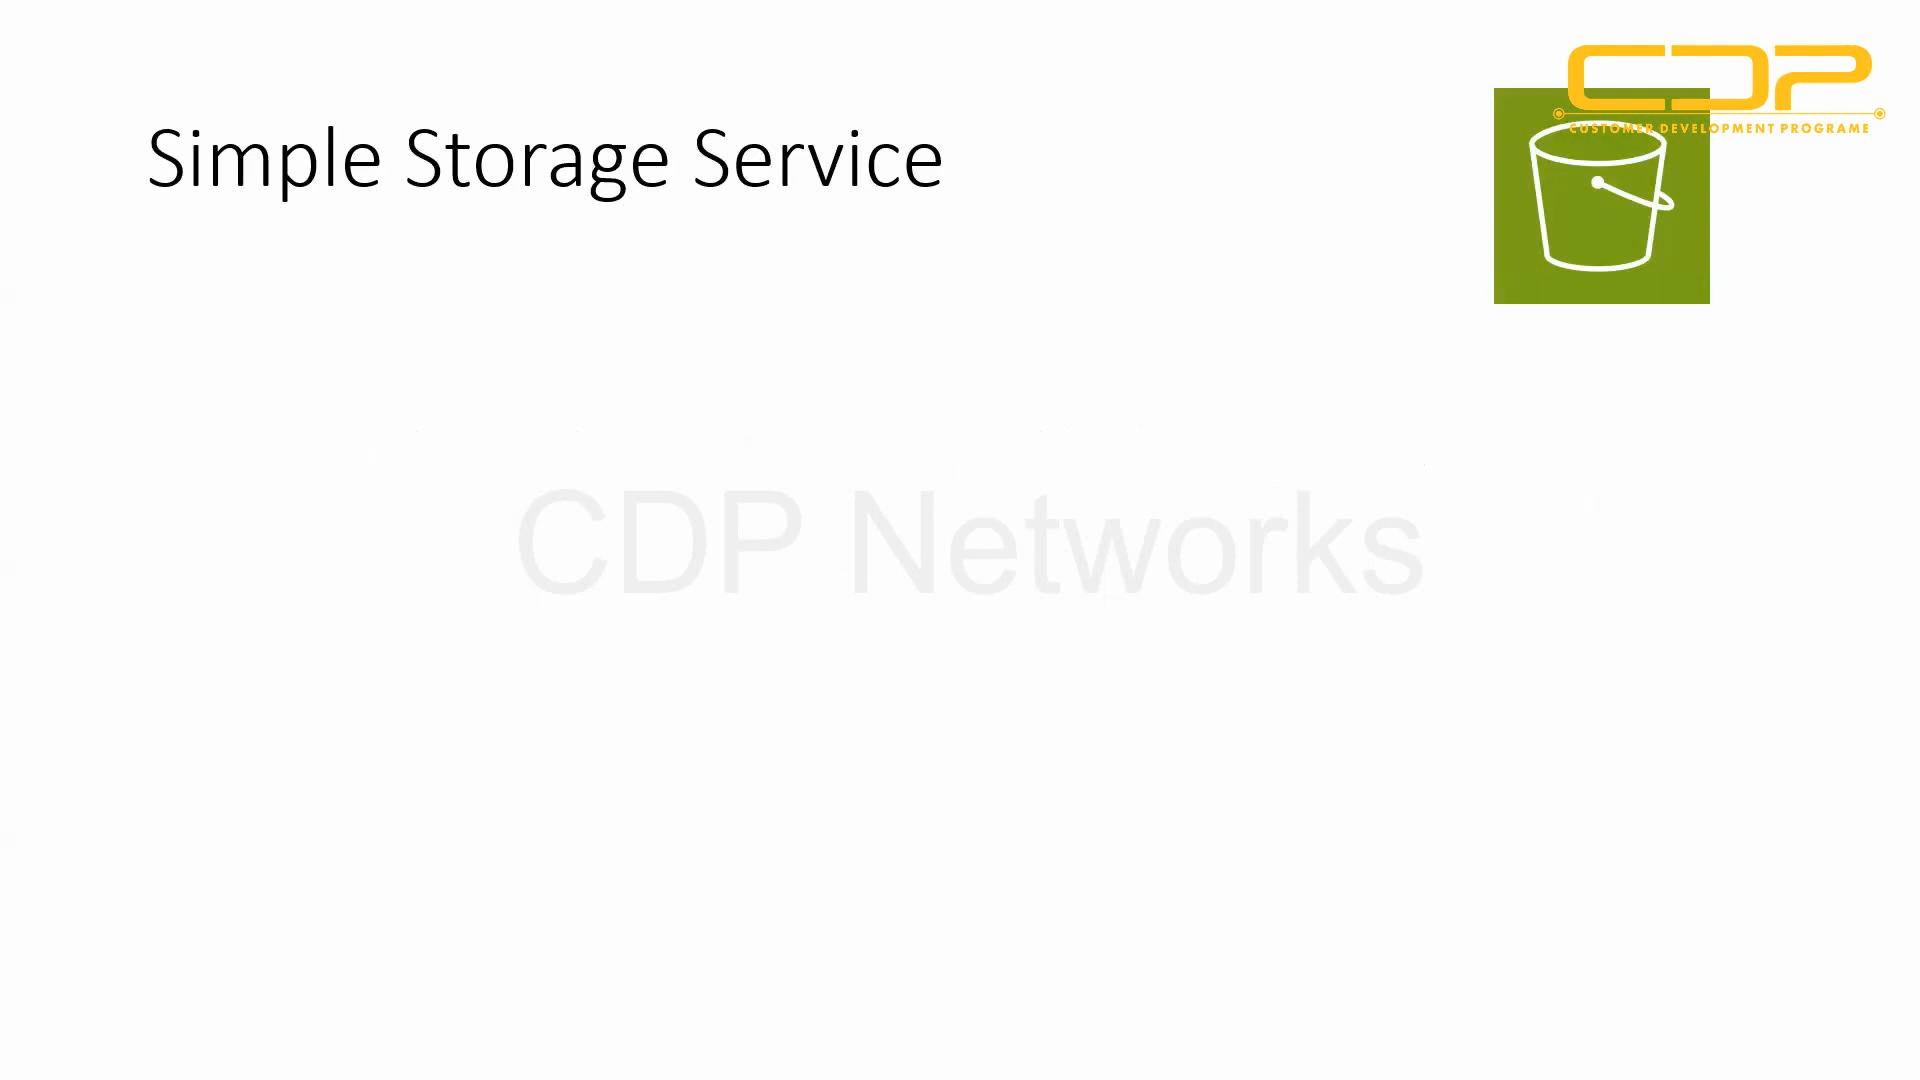 CDP
CUSTOMER DEVELOPMENT PROGRAME
Simple Storage Service
CDP Networks